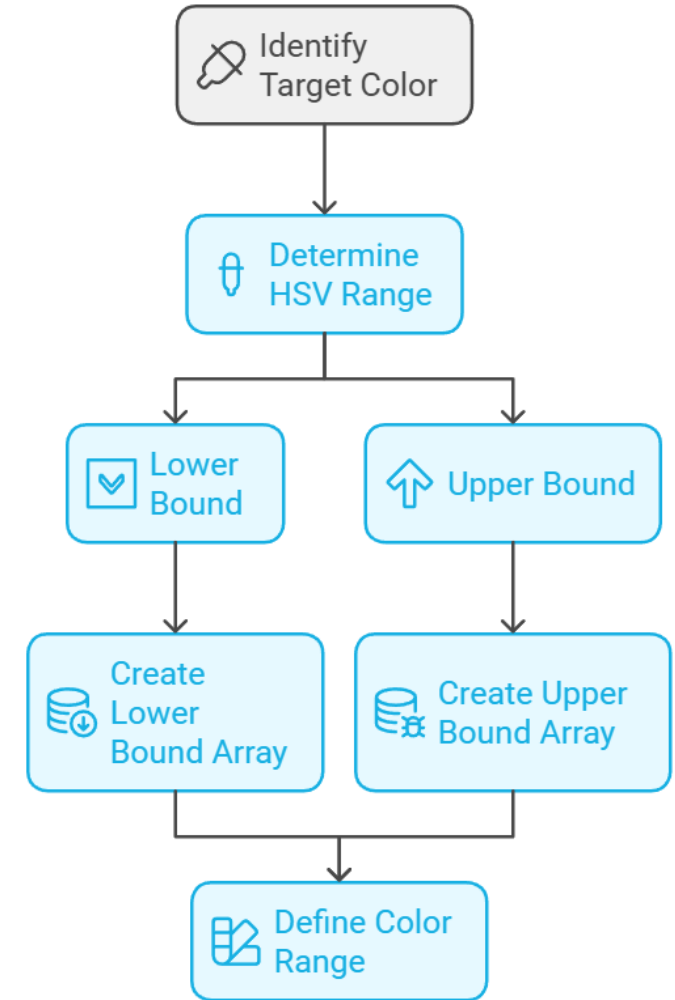 Identify
Target Color
Determine
HSV Range
Lower
Bound
Upper Bound
Create
Lower
Bound Array
Create Upper
Bound Array
Define Color
Range